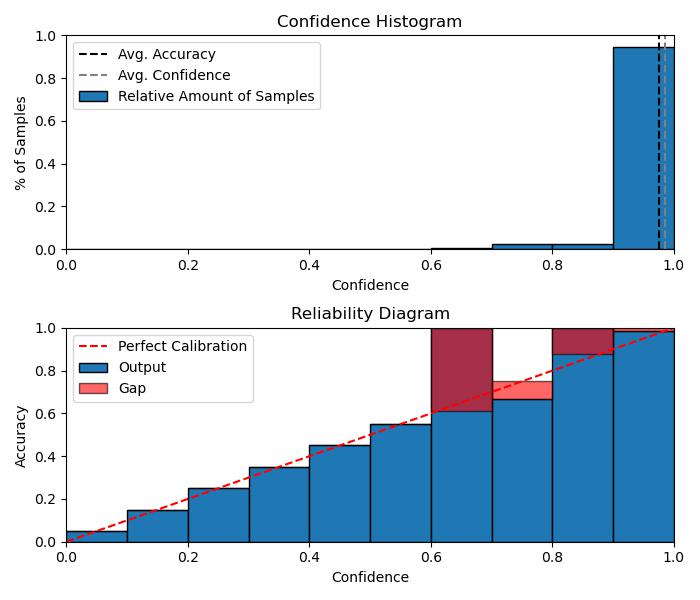 Confidence Histogram
1.0
0.8
0.6
0.4
0.2
0.0
% of Samples
Avg. Accuracy
Avg. Confidence
Relative Amount of Samples
0.0 0.2 0.4 0.6 0.8 1.0
Confidence
Reliability Diagram
1.0
0.8
0.6
0.4
0.2
0.0
Accuracy
Perfect Calibration
Output
Gap
0.0 0.2 0.4 0.6 0.8 1.0
Confidence